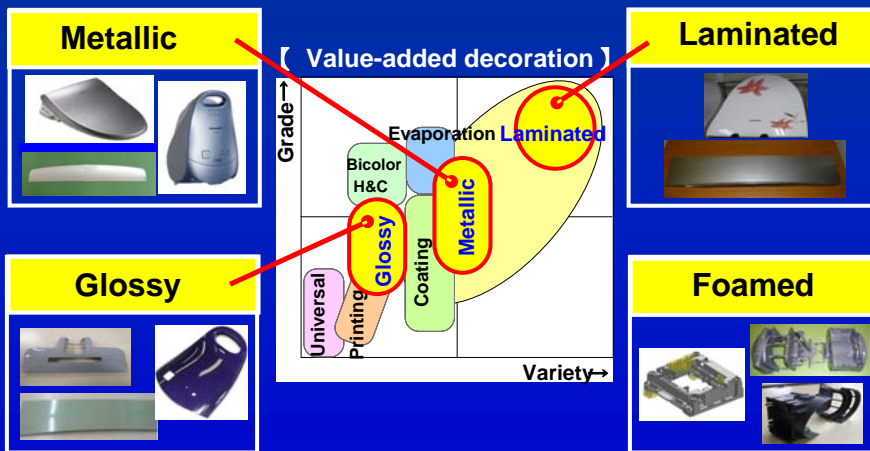 Metallic
Laminated
【 Value-added decoration 】
Grade→
Evaporation
Laminated
Bicolor
H&C
Metallic
Glossy
Coating
Universal
Printing
Variety→
Glossy
Foamed